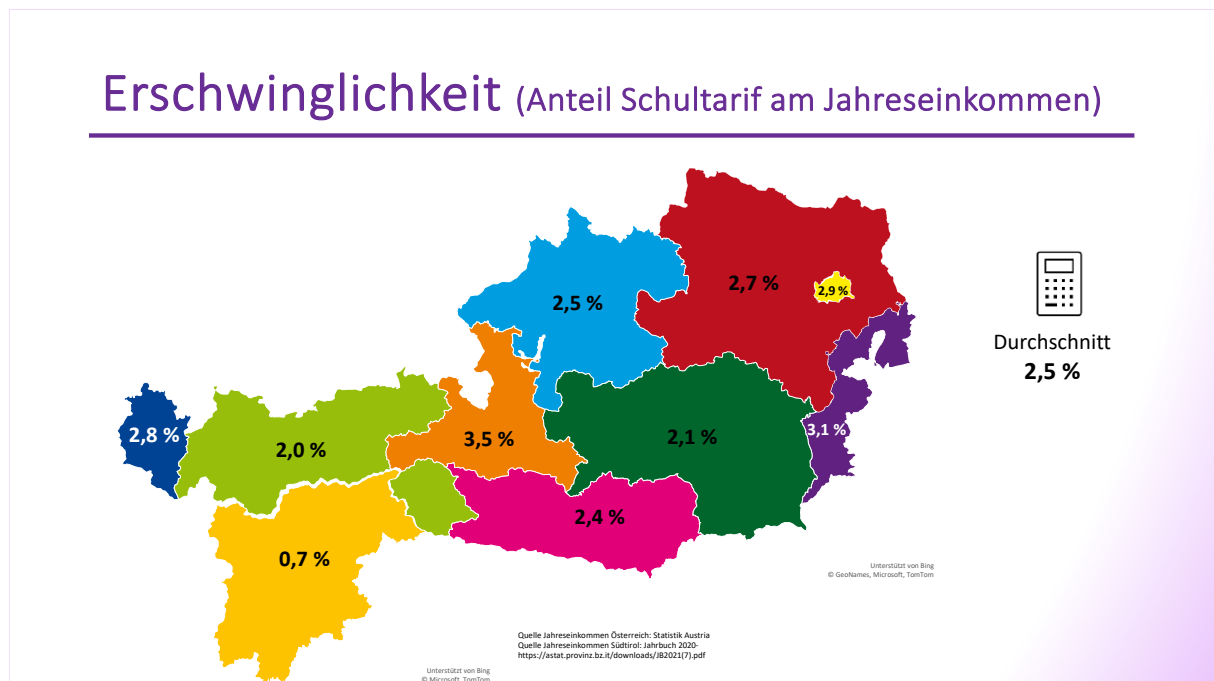 Erschwinglichkeit (Anteil Schultarif am Jahreseinkommen)
2,5 %
2,7 %
2,9 %
Durchschnitt
2,5 %
2,8 %
2,0 %
3,5 %
2,1 %
3,1 %
2,4 %
0,7 %
Unterstützt von Bing
© GeoNames, Microsoft, TomTom
Quelle Jahreseinkommen Österreich: Statistik Austria
Quelle Jahreseinkommen Südtirol: Jahrbuch 2020-
https://astat.provinz.bz.it/downloads/JB2021(7).pdf
Unterstützt von Bing
© Microsoft, TomTom